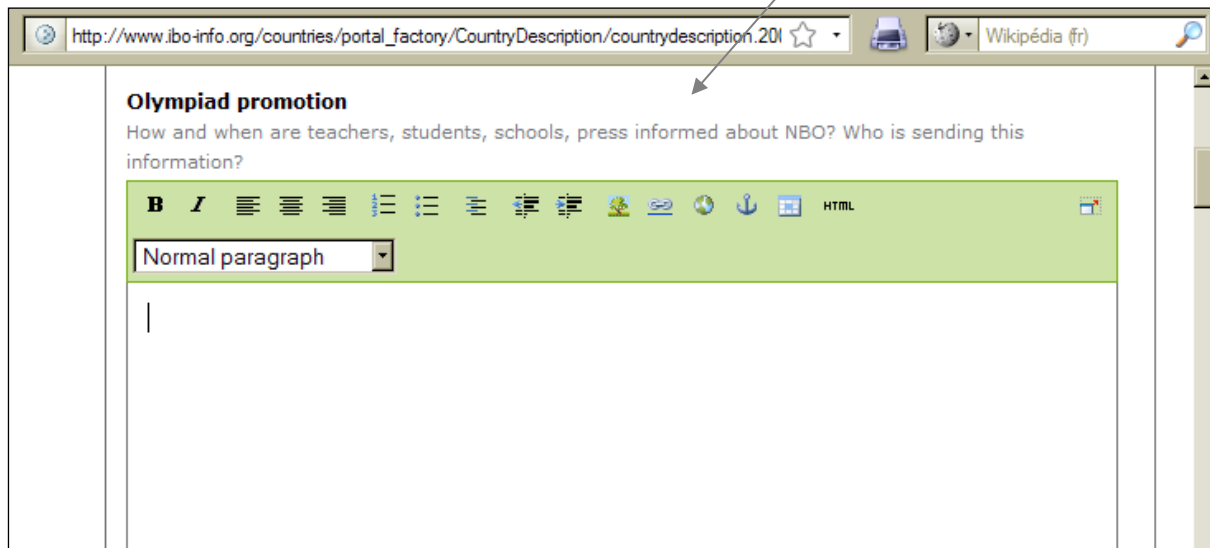 http://www.ibo-info.org/countries/portal_factory/CountryDescription/countrydescription.20
Wikipédia (fr)
Olympiad promotion
How and when are teachers, students, schools, press informed about NBO? Who is sending this
information?
B I HTML
Normal paragraph